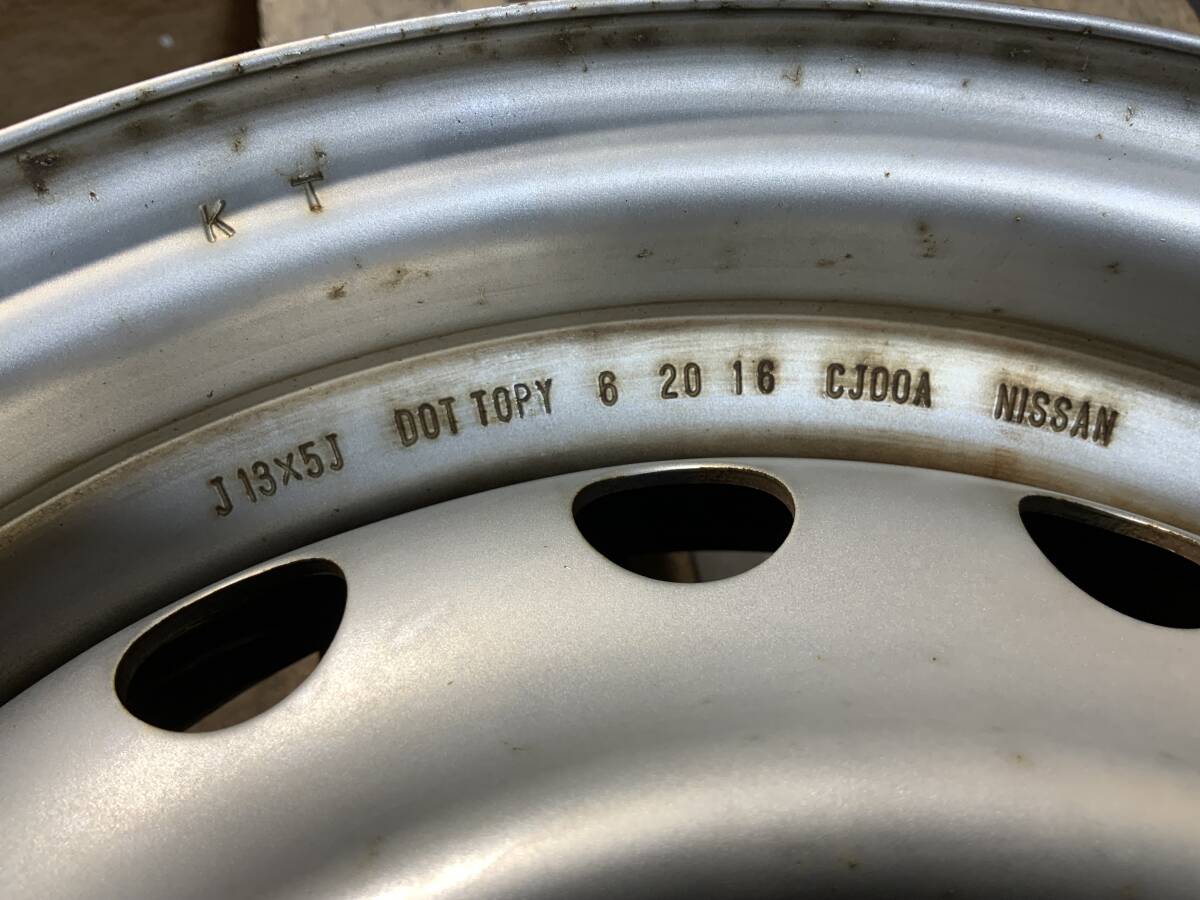 K T
J 13X5J DOT TOPY 6 20 16 CJ00A NISSAN